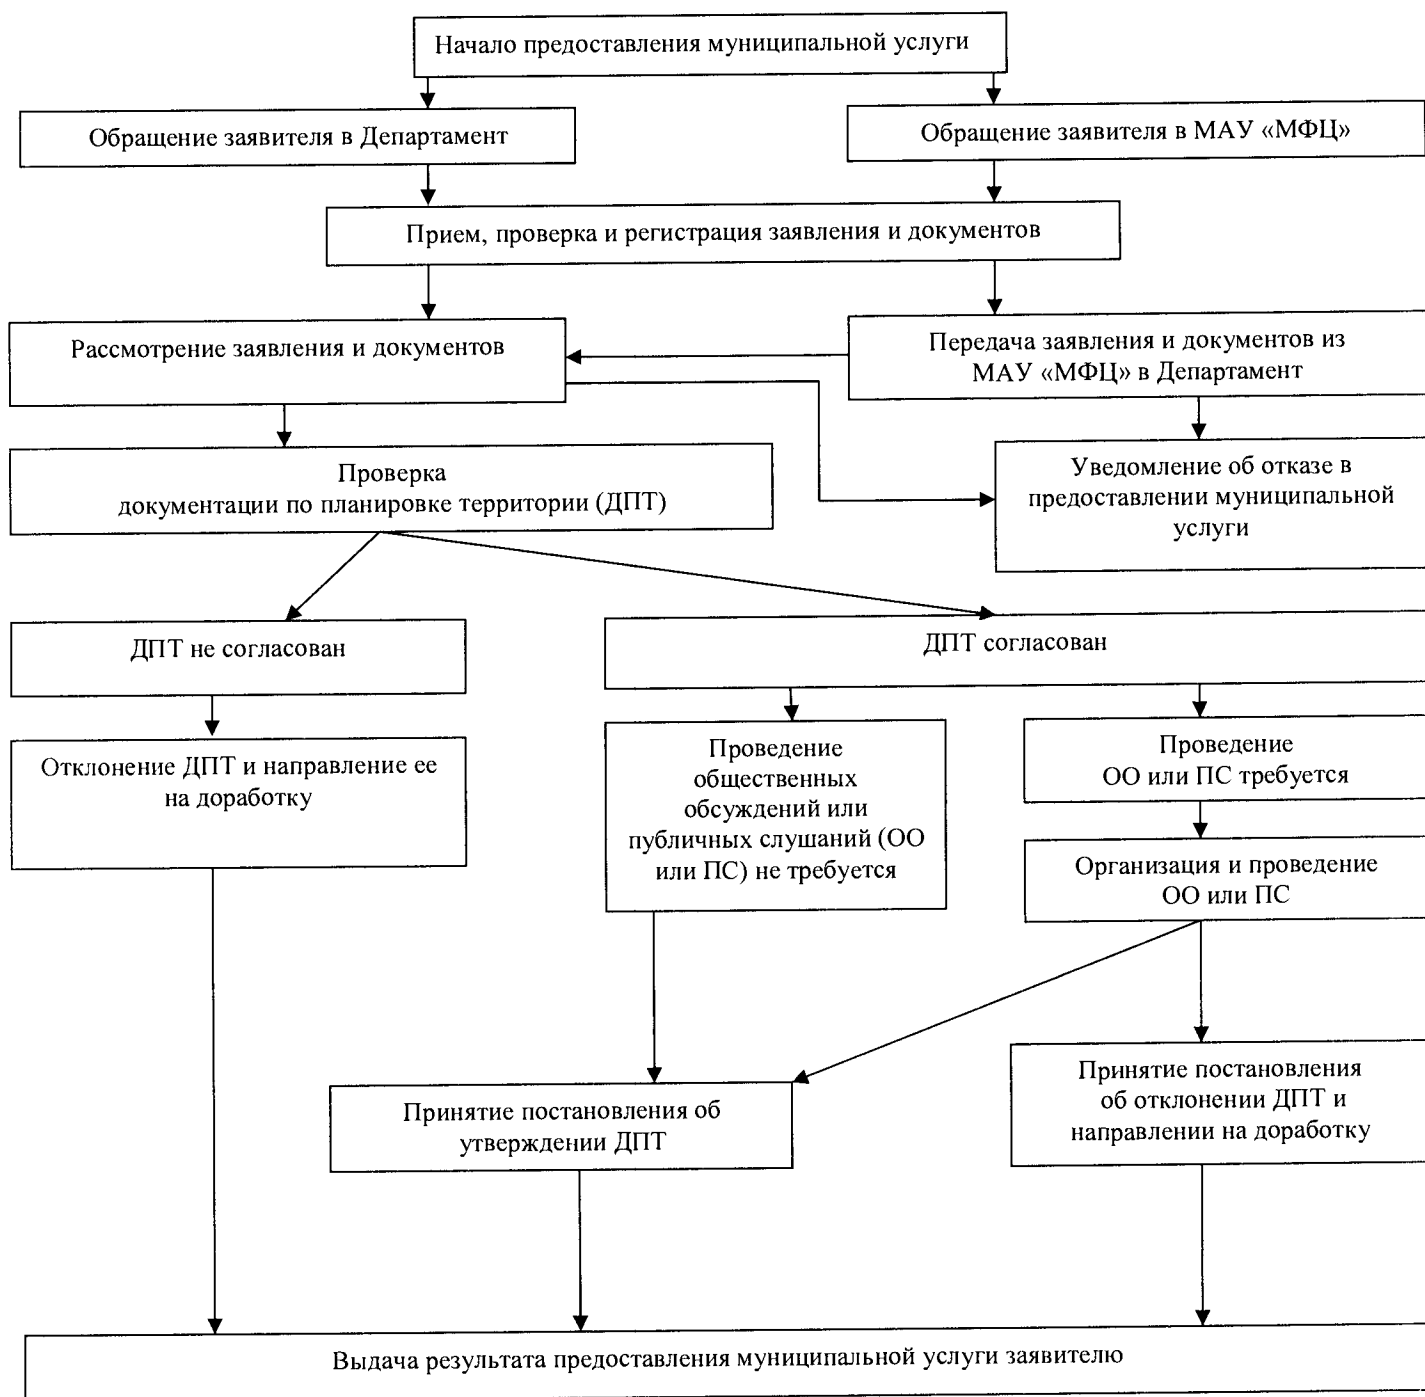 Начало предоставления муниципальной услуги
Обращение заявителя в Департамент
Обращение заявителя в МАУ «МФЦ»
Прием, проверка и регистрация заявления и документов
Рассмотрение заявления и документов
Передача заявления и документов из
МАУ «МФЦ» в Департамент
Проверка
документации по планировке территории (ДПТ)
Уведомление об отказе в
предоставлении муниципальной
услуги
ДПТ не согласован
ДПТ согласован
Отклонение ДПТ и направление ее
на доработку
Проведение
общественных
обсуждений или
публичных слушаний (ОО
или ПС) не требуется
Проведение
ОО или ПС требуется
Организация и проведение
ОО или ПС
Принятие постановления об
утверждении ДПТ
Принятие постановления
об отклонении ДПТ и
направлении на доработку
Выдача результата предоставления муниципальной услуги заявителю